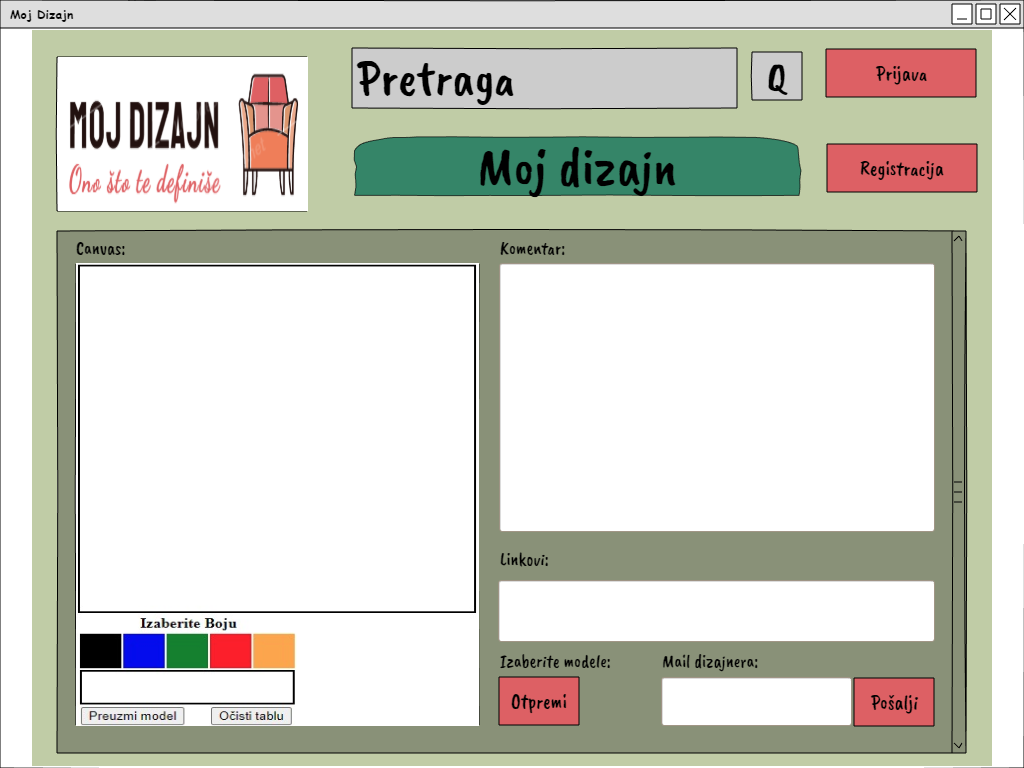 Moj Dizajn
MOJ DIZAJN
Ono što te definiše
Pretraga
Q
Prijava
Moj dizajn
Registracija
Canvas:
Komentar:
Linkovi:
Izaberite Boju
Preuzmi model
Očisti tablu
Izaberite modele:
Otpremi
Mail dizajnera:
Pošalji